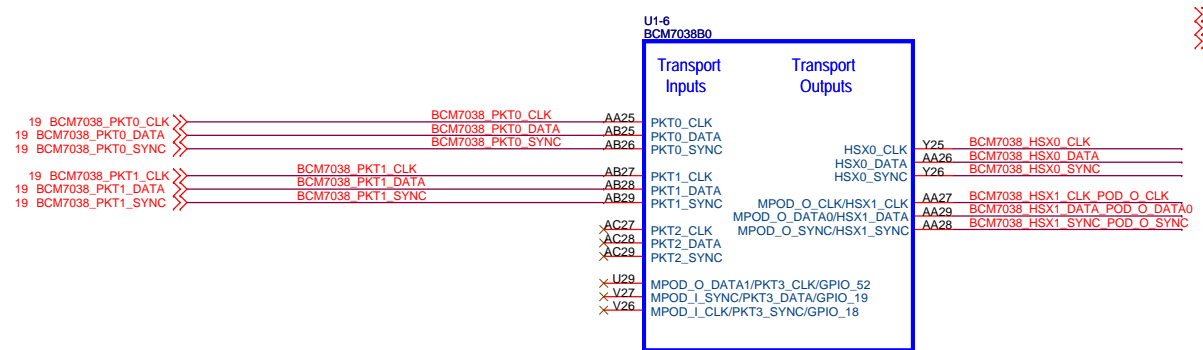 U1-6
BCM7038B0
Transport Inputs
Transport Outputs
19 BCM7038_PKT0_CLK BCM7038_PKT0_CLK AA25 PKT0_CLK
19 BCM7038_PKT0_DATA BCM7038_PKT0_DATA AB25 PKT0_DATA
19 BCM7038_PKT0_SYNC BCM7038_PKT0_SYNC AB26 PKT0_SYNC
HSX0_CLK Y25 BCM7038_HSX0_CLK
HSX0_DATA AA26 BCM7038_HSX0_DATA
HSX0_SYNC Y26 BCM7038_HSX0_SYNC
19 BCM7038_PKT1_CLK BCM7038_PKT1_CLK AB27 PKT1_CLK
19 BCM7038_PKT1_DATA BCM7038_PKT1_DATA AB28 PKT1_DATA
19 BCM7038_PKT1_SYNC BCM7038_PKT1_SYNC AB29 PKT1_SYNC
MPOD_O_CLK/HSX1_CLK AA27 BCM7038_HSX1_CLK_POD_O_CLK
MPOD_O_DATA0/HSX1_DATA AA29 BCM7038_HSX1_DATA_POD_O_DATA0
MPOD_O_SYNC/HSX1_SYNC AA28 BCM7038_HSX1_SYNC_POD_O_SYNC
AC27 PKT2_CLK
AC28 PKT2_DATA
AC29 PKT2_SYNC
U29 MPOD_O_DATA1/PKT3_CLK/GPIO_52
V27 MPOD_I_SYNC/PKT3_DATA/GPIO_19
V26 MPOD_I_CLK/PKT3_SYNC/GPIO_18